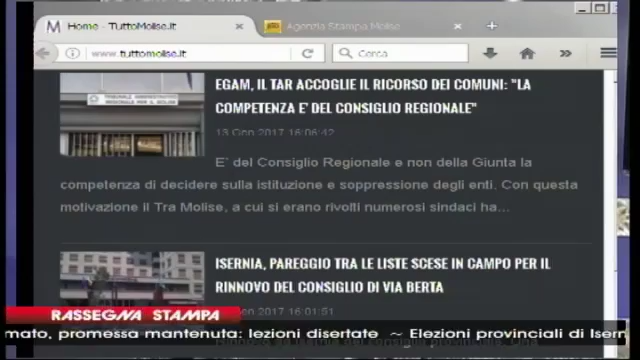 Home - TuttoMolise.it
Agenzia Stampa Molise
www.tuttomolise.it
Cerca
EGAM, IL TAR ACCOGLIE IL RICORSO DEI COMUNI: "LA
COMPETENZA E' DEL CONSIGLIO REGIONALE"
13 Gen 2017 16:06:42
E' del Consiglio Regionale e non della Giunta la
competenza di decidere sulla istituzione e soppressione degli enti. Con questa
motivazione il Tra Molise, a cui si erano rivolti numerosi sindaci ha...
ISERNIA, PAREGGIO TRA LE LISTE SCESE IN CAMPO PER IL
RINNOVO DEL CONSIGLIO DI VIA BERTA
2017 16:01:51
RASSEGNA STAMPA
mato, promessa mantenuta: lezioni disertate ~ Elezioni provinciali di Isern